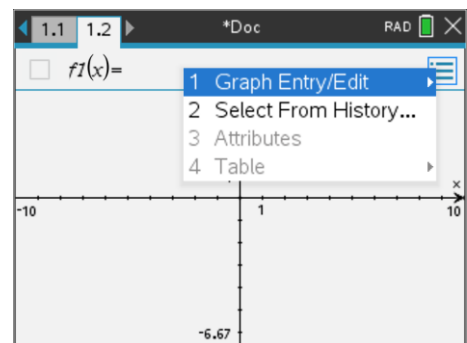 1.1 1.2 *Doc RAD
f1(x)=
1 Graph Entry/Edit
2 Select From History...
3 Attributes
4 Table
x
-10 1 10
-6.67